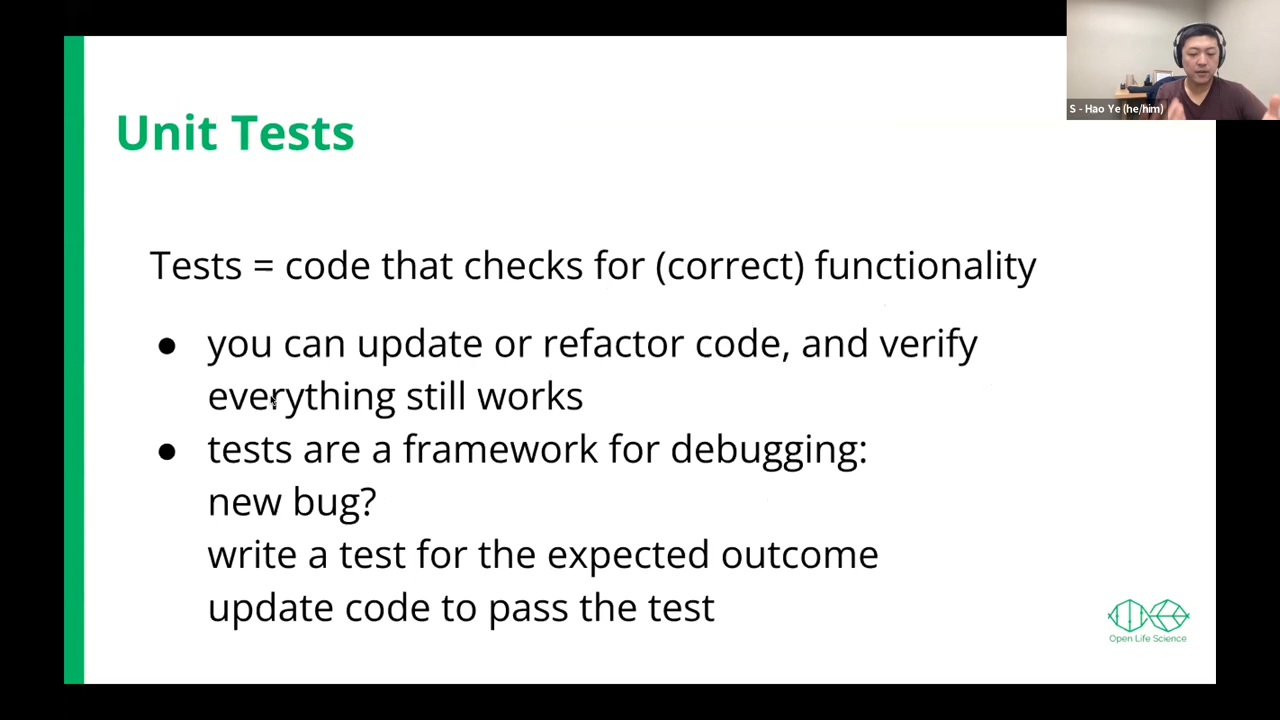 S - Hao Ye (he/him)
Unit Tests
Tests = code that checks for (correct) functionality
● you can update or refactor code, and verify
everything still works
● tests are a framework for debugging:
new bug?
write a test for the expected outcome
update code to pass the test
Open Life Science